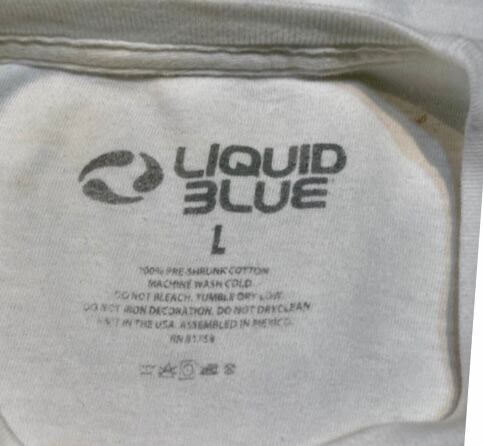 LIQUID
BLUE
L
100% PRE-SHRUNK COTTON
MACHINE WASH COLD
DO NOT BLEACH. TUMBLE DRY LOW
DO NOT IRON DECORATION. DO NOT DRYCLEAN
KNIT IN THE USA. ASSEMBLED IN MEXICO.
RN